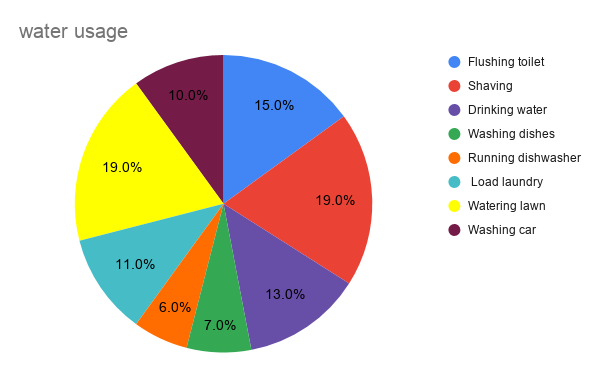 water usage
15.0%
19.0%
13.0%
7.0%
6.0%
11.0%
19.0%
10.0%
Flushing toilet
Shaving
Drinking water
Washing dishes
Running dishwasher
Load laundry
Watering lawn
Washing car